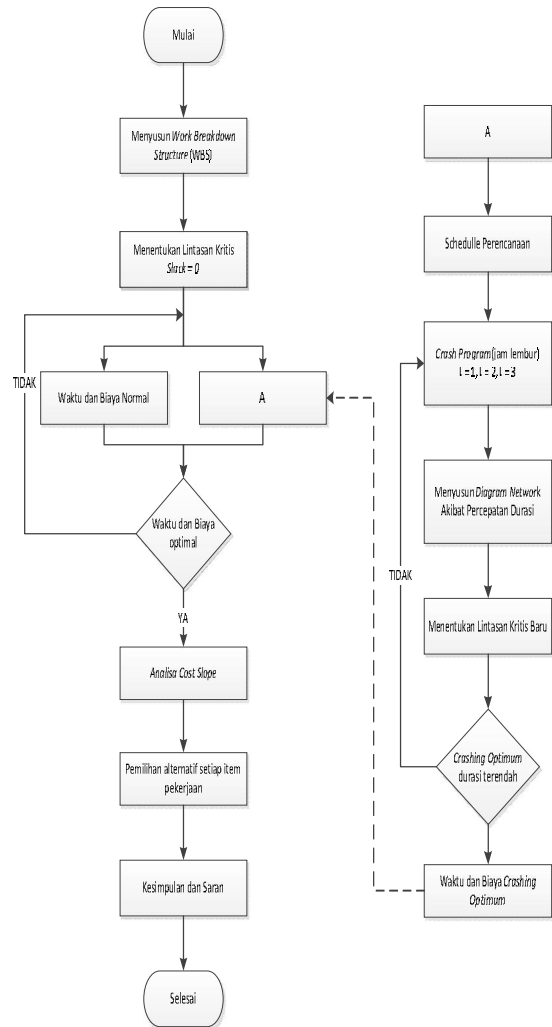 Mulai
Menyusun Work Breakdown
Structure (WBS)
Menentukan Lintasan Kritis
Slack = 0
TIDAK
Waktu dan Biaya Normal
A
Waktu dan Biaya
optimal
YA
Analisa Cost Slope
Pemilihan alternatif setiap item
pekerjaan
Kesimpulan dan Saran
Selesai
A
Schedulle Perencanaan
Crash Program (jam lembur)
t =1, t = 2, t = 3
Menyusun Diagram Network
Akibat Percepatan Durasi
TIDAK
Menentukan Lintasan Kritis Baru
Crashing Optimum
durasi terendah
Waktu dan Biaya Crashing
Optimum